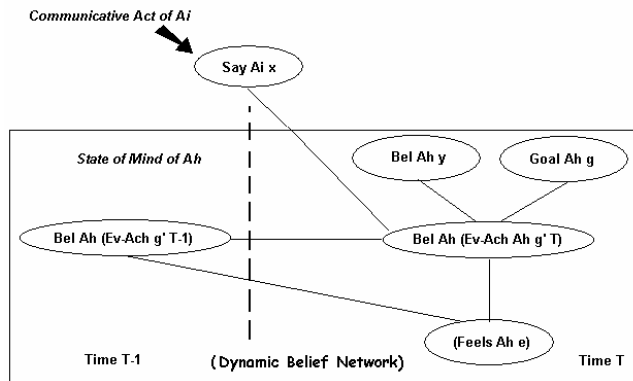 Communicative Act of Ai
Say Ai x
State of Mind of Ah
Bel Ah y
Goal Ah g
Bel Ah (Ev-Ach g' T-1)
Bel Ah (Ev-Ach Ah g' T)
(Feels Ah e)
Time T-1
(Dynamic Belief Network)
Time T